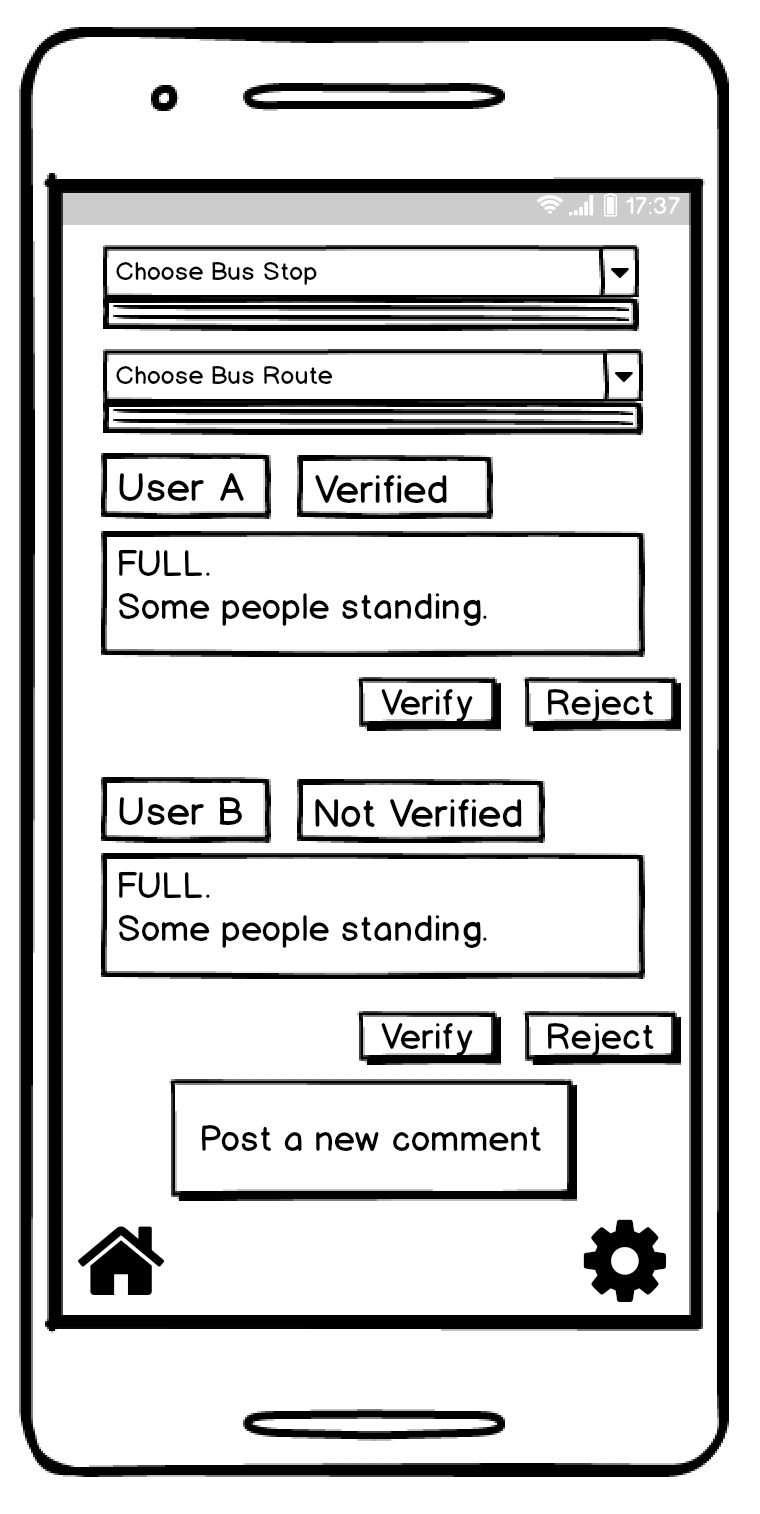 17:37
Choose Bus Stop
Choose Bus Route
User A Verified
FULL.
Some people standing.
Verify Reject
User B Not Verified
FULL.
Some people standing.
Verify Reject
Post a new comment